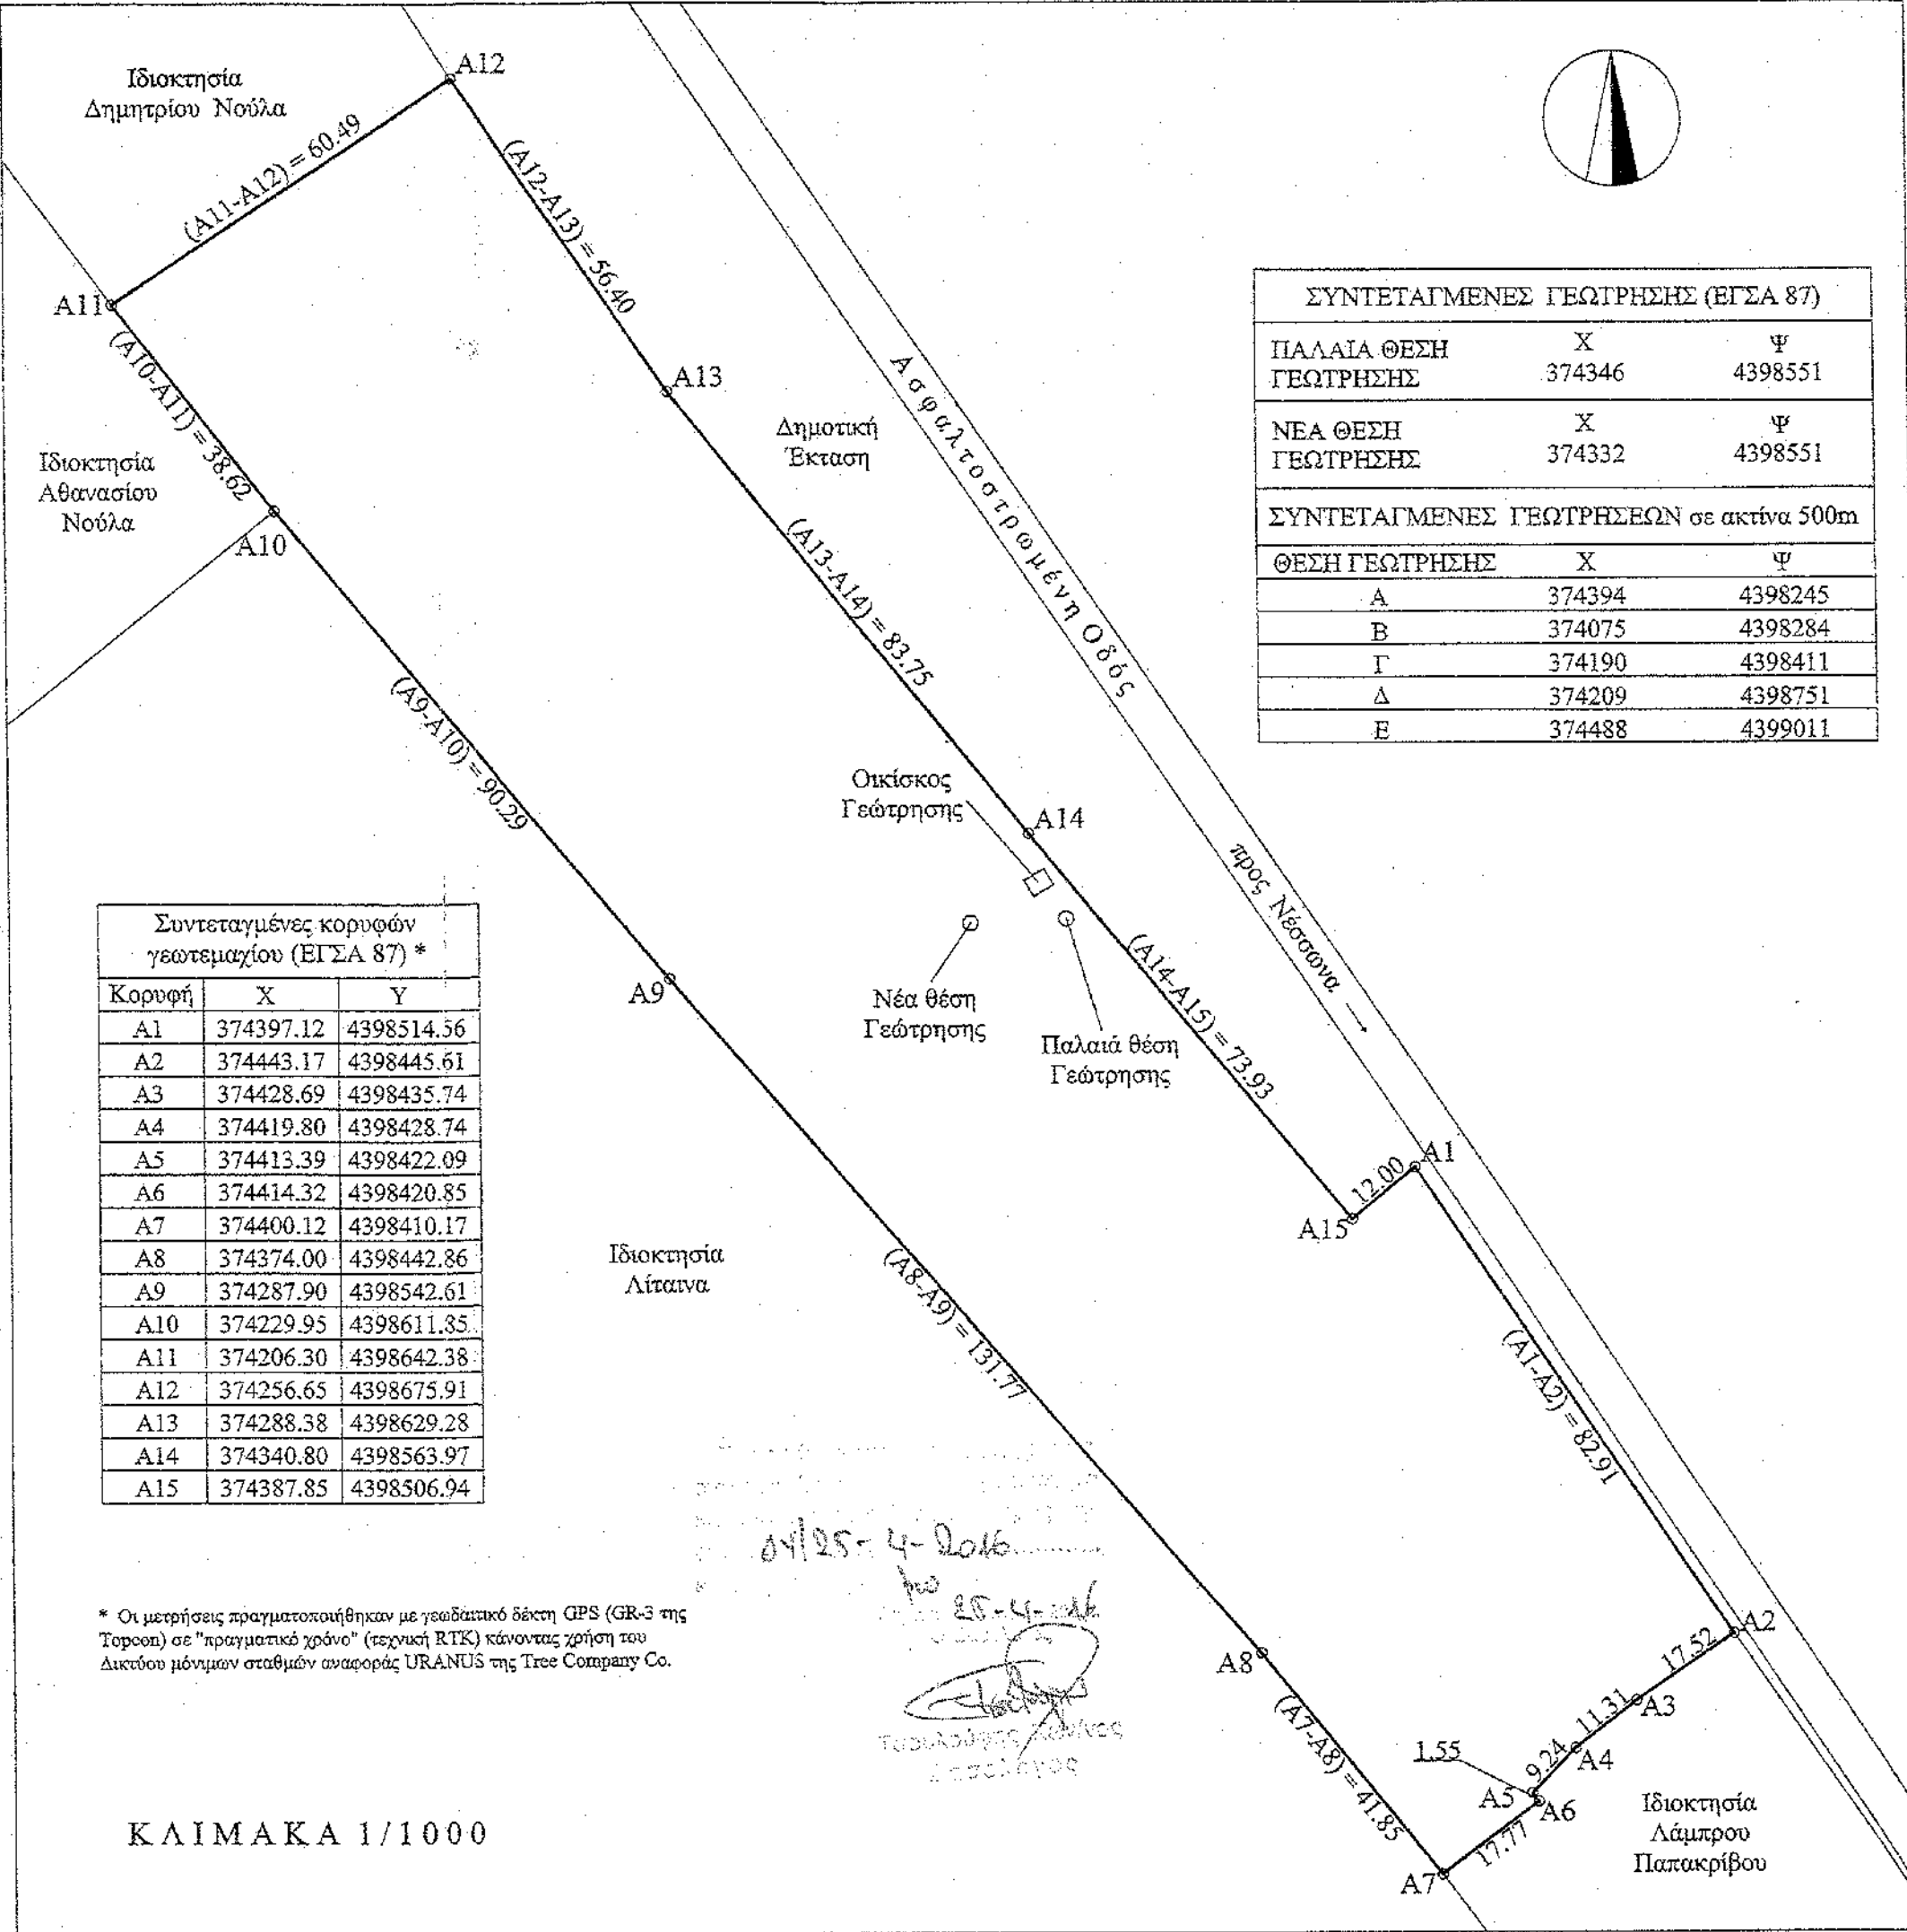 Ιδιοκτησία
Δημητρίου Νούλα
A12
(A11-A12) = 60.49
(A12-A13) = 56.40
A11
(A10-A11) = 38.62
A13
Ιδιοκτησία
Αθανασίου
Νούλα
A10
Δημοτική
Έκταση
Ασφαλτοστρωμένη Οδός
προς Νέσσωνα
(A13-A14) = 83.75
(A9-A10) = 90.29
ΣΥΝΤΕΤΑΓΜΕΝΕΣ ΓΕΩΤΡΗΣΗΣ (ΕΓΣΑ 87)
ΠΑΛΑΙΑ ΘΕΣΗ Χ Ψ
ΓΕΩΤΡΗΣΗΣ 374346 4398551
ΝΕΑ ΘΕΣΗ Χ Ψ
ΓΕΩΤΡΗΣΗΣ 374332 4398551
ΣΥΝΤΕΤΑΓΜΕΝΕΣ ΓΕΩΤΡΗΣΕΩΝ σε ακτίνα 500m
ΘΕΣΗ ΓΕΩΤΡΗΣΗΣ Χ Ψ
Α 374394 4398245
Β 374075 4398284
Γ 374190 4398411
Δ 374209 4398751
Ε 374488 4399011
Οικίσκος
Γεώτρησης
A14
A9
Νέα θέση
Γεώτρησης
Παλαιά θέση
Γεώτρησης
(A14-A15) = 73.93
12.00
A1
A15
Συντεταγμένες κορυφών
γεωτεμαχίου (ΕΓΣΑ 87) *
Κορυφή X Y
A1 374397.12 4398514.56
A2 374443.17 4398445.61
A3 374428.69 4398435.74
A4 374419.80 4398428.74
A5 374413.39 4398422.09
A6 374414.32 4398420.85
A7 374400.12 4398410.17
A8 374374.00 4398442.86
A9 374287.90 4398542.61
A10 374229.95 4398611.85
A11 374206.30 4398642.38
A12 374256.65 4398675.91
A13 374288.38 4398629.28
A14 374340.80 4398563.97
A15 374387.85 4398506.94
Ιδιοκτησία
Λίταινα
(A8-A9) = 131.77
(A1-A2) = 82.91
25-4-2016
25-4-2016
* Οι μετρήσεις πραγματοποιήθηκαν με γεωδαιτικό δέκτη GPS (GR-3 της
Topcon) σε "πραγματικό χρόνο" (τεχνική RTK) κάνοντας χρήση του
Δικτύου μόνιμων σταθμών αναφοράς URANUS της Tree Company Co.
A8
(A7-A8) = 41.85
A2
17.52
A3
11.31
A4
9.24
1.55
A5
A6
17.77
A7
Ιδιοκτησία
Λάμπρου
Παπακρίβου
ΚΛΙΜΑΚΑ 1/1000